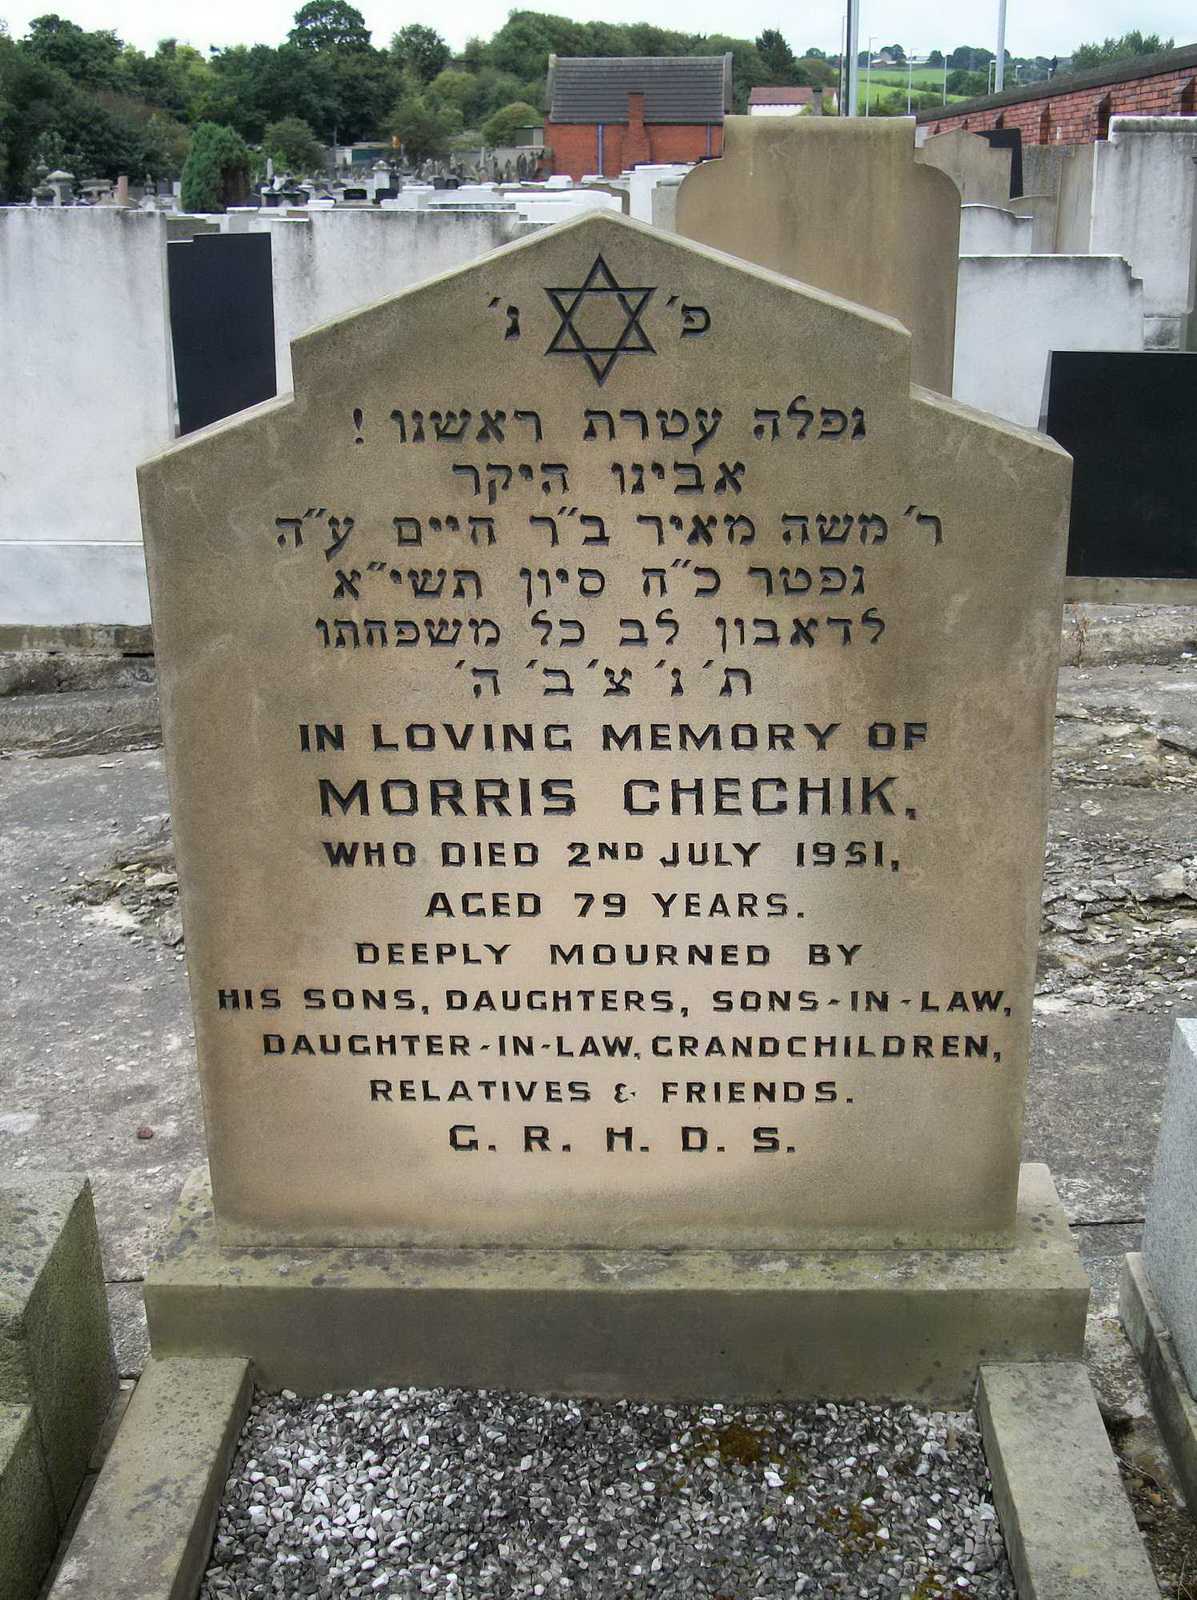 פ׳ נ׳
נפלה עטרת ראשנו !
אבינו היקר
ר׳ משה מאיר ב״ר חיים ע״ה
נפטר כ״ח סיון תשי״א
לדאבון לב כל משפחתו
ת׳ נ׳ צ׳ ב׳ ה׳
IN LOVING MEMORY OF
MORRIS CHECHIK,
WHO DIED 2ND JULY 1951,
AGED 79 YEARS.
DEEPLY MOURNED BY
HIS SONS, DAUGHTERS, SONS-IN-LAW,
DAUGHTER-IN-LAW, GRANDCHILDREN,
RELATIVES & FRIENDS.
G. R. H. D. S.